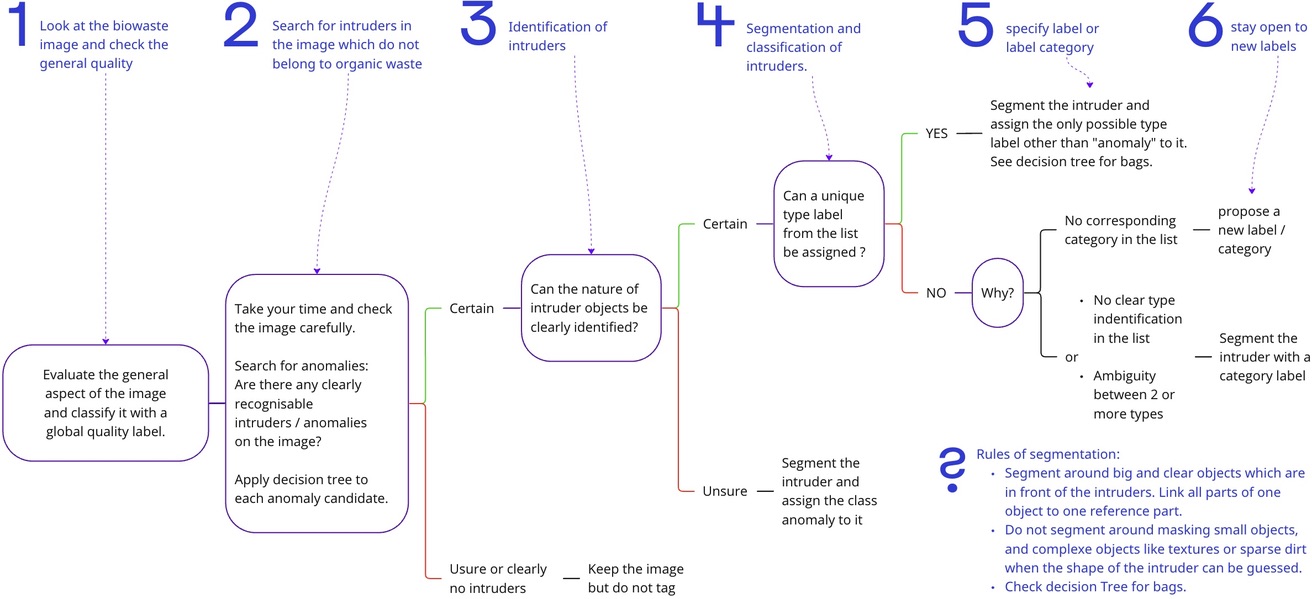 1
Look at the biowaste
image and check the
general quality
2
Search for intruders in
the image which do not
belong to organic waste
3
Identification of
intruders
4
Segmentation and
classification of
intruders.
5
specify label or
label category
6
stay open to
new labels
Evaluate the general
aspect of the image
and classify it with a
global quality label.
Take your time and check
the image carefully.
Search for anomalies:
Are there any clearly
recognisable
intruders / anomalies
on the image?
Apply decision tree to
each anomaly candidate.
Certain
Usure or clearly
no intruders
Keep the image
but do not tag
Can the nature of
intruder objects be
clearly identified?
Certain
Unsure
Segment the
intruder and
assign the class
anomaly to it
Can a unique
type label
from the list
be assigned ?
YES
Segment the intruder and
assign the only possible type
label other than "anomaly" to it.
See decision tree for bags.
NO
Why?
No corresponding
category in the list
propose a
new label /
category
or
• No clear type
indentification
in the list
• Ambiguity
between 2 or
more types
Segment the
intruder with a
category label
?
Rules of segmentation:
• Segment around big and clear objects which are
in front of the intruders. Link all parts of one
object to one reference part.
• Do not segment around masking small objects,
and complexe objects like textures or sparse dirt
when the shape of the intruder can be guessed.
• Check decision Tree for bags.